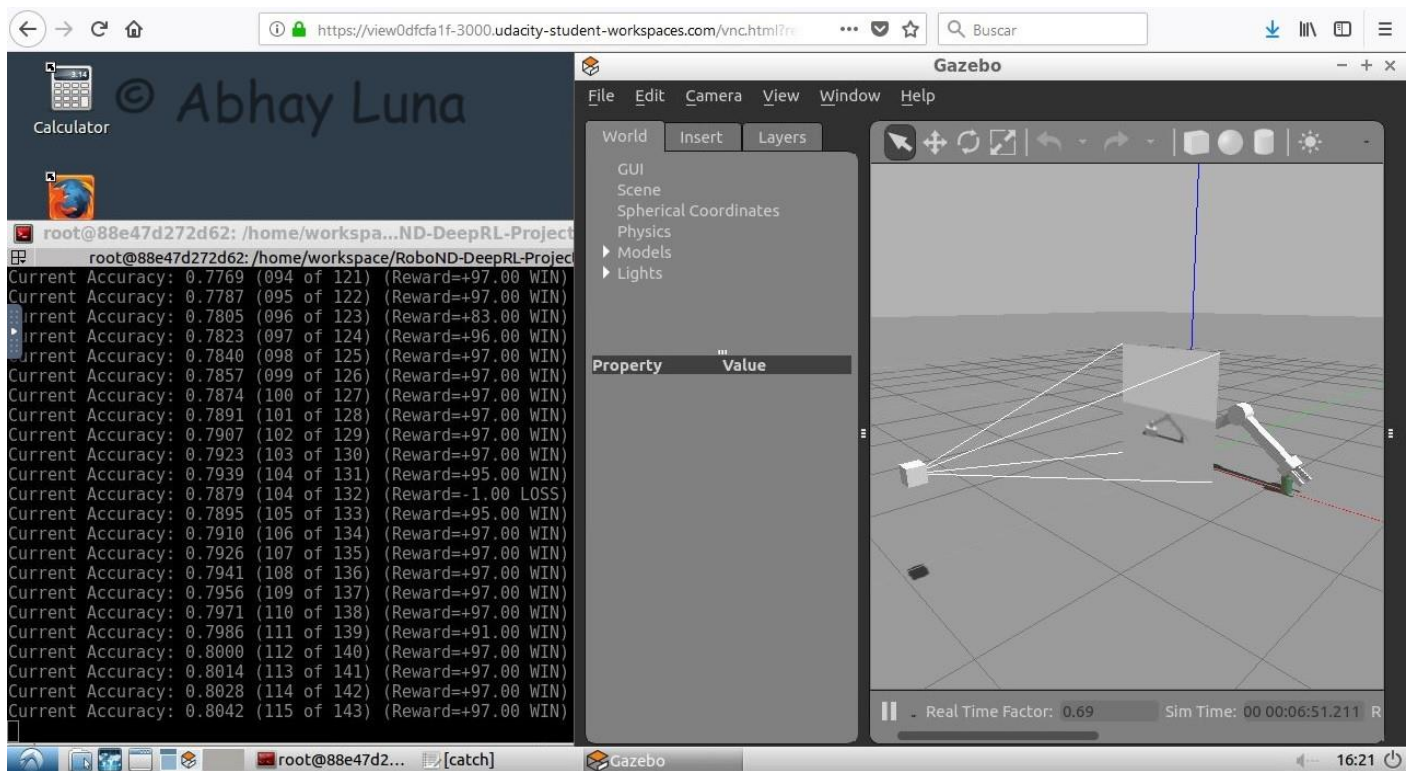 https://view0dfcfa1f-3000.udacity-student-workspaces.com/vnc.html?re
Buscar
© Abhay Luna
Calculator
root@88e47d272d62: /home/workspa...ND-DeepRL-Project
root@88e47d272d62: /home/workspace/RoboND-DeepRL-Projec
Current Accuracy: 0.7769 (094 of 121) (Reward=+97.00 WIN)
Current Accuracy: 0.7787 (095 of 122) (Reward=+97.00 WIN)
urrent Accuracy: 0.7805 (096 of 123) (Reward=+83.00 WIN)
urrent Accuracy: 0.7823 (097 of 124) (Reward=+96.00 WIN)
urrent Accuracy: 0.7840 (098 of 125) (Reward=+97.00 WIN)
Current Accuracy: 0.7857 (099 of 126) (Reward=+97.00 WIN)
Current Accuracy: 0.7874 (100 of 127) (Reward=+97.00 WIN)
Current Accuracy: 0.7891 (101 of 128) (Reward=+97.00 WIN)
Current Accuracy: 0.7907 (102 of 129) (Reward=+97.00 WIN)
Current Accuracy: 0.7923 (103 of 130) (Reward=+97.00 WIN)
Current Accuracy: 0.7939 (104 of 131) (Reward=+95.00 WIN)
Current Accuracy: 0.7879 (104 of 132) (Reward=-1.00 LOSS)
Current Accuracy: 0.7895 (105 of 133) (Reward=+95.00 WIN)
Current Accuracy: 0.7910 (106 of 134) (Reward=+97.00 WIN)
Current Accuracy: 0.7926 (107 of 135) (Reward=+97.00 WIN)
Current Accuracy: 0.7941 (108 of 136) (Reward=+97.00 WIN)
Current Accuracy: 0.7956 (109 of 137) (Reward=+97.00 WIN)
Current Accuracy: 0.7971 (110 of 138) (Reward=+97.00 WIN)
Current Accuracy: 0.7986 (111 of 139) (Reward=+91.00 WIN)
Current Accuracy: 0.8000 (112 of 140) (Reward=+97.00 WIN)
Current Accuracy: 0.8014 (113 of 141) (Reward=+97.00 WIN)
Current Accuracy: 0.8028 (114 of 142) (Reward=+97.00 WIN)
Current Accuracy: 0.8042 (115 of 143) (Reward=+97.00 WIN)
Gazebo
File Edit Camera View Window Help
World Insert Layers
GUI
Scene
Spherical Coordinates
Physics
Models
Lights
Property Value
Real Time Factor: 0.69 Sim Time: 00 00:06:51.211 R
root@88e47d2... [catch] Gazebo 16:21